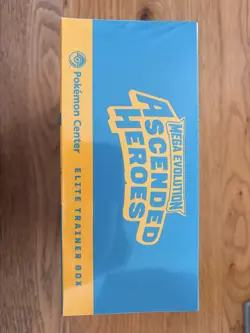 Pokémon Center
ELITE TRAINER BOX
MEGA EVOLUTION
ASCENDED
HEROES